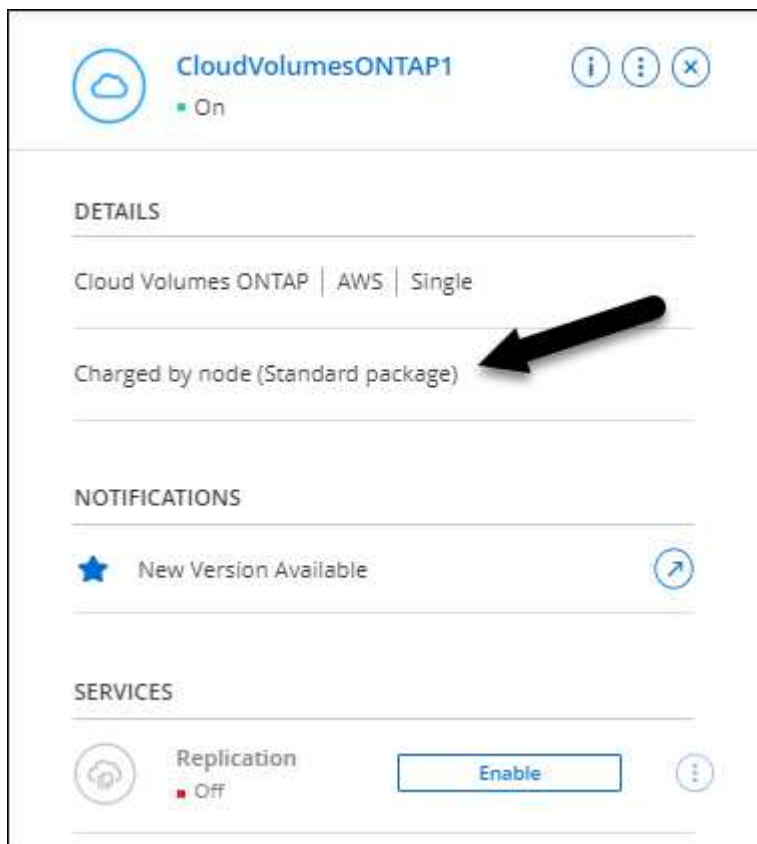 CloudVolumesONTAP1
On
DETAILS
Cloud Volumes ONTAP | AWS | Single
Charged by node (Standard package)
NOTIFICATIONS
New Version Available
SERVICES
Replication
Enable
Off